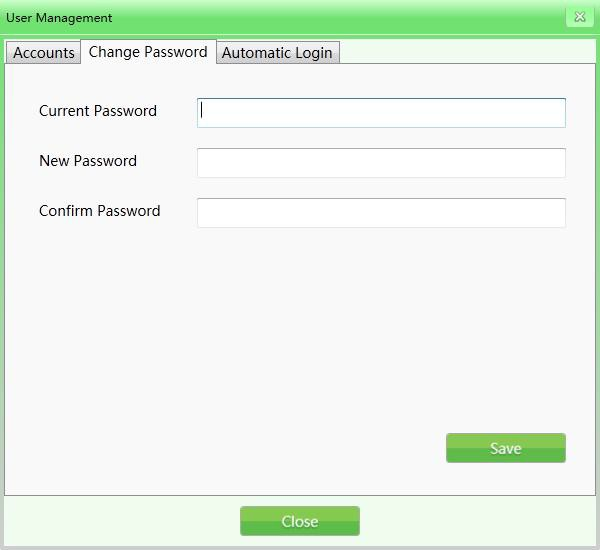 User Management
Accounts Change Password Automatic Login
Current Password
New Password
Confirm Password
Save
Close